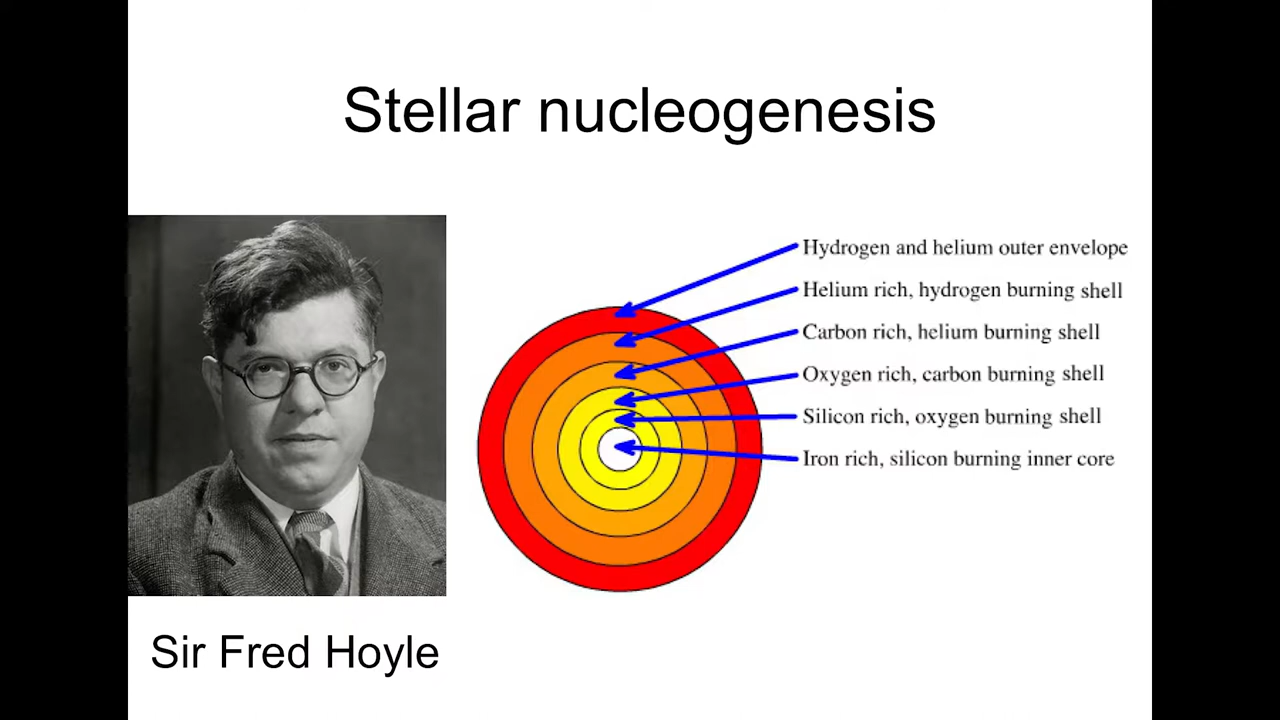 Stellar nucleogenesis
Hydrogen and helium outer envelope
Helium rich, hydrogen burning shell
Carbon rich, helium burning shell
Oxygen rich, carbon burning shell
Silicon rich, oxygen burning shell
Iron rich, silicon burning inner core
Sir Fred Hoyle